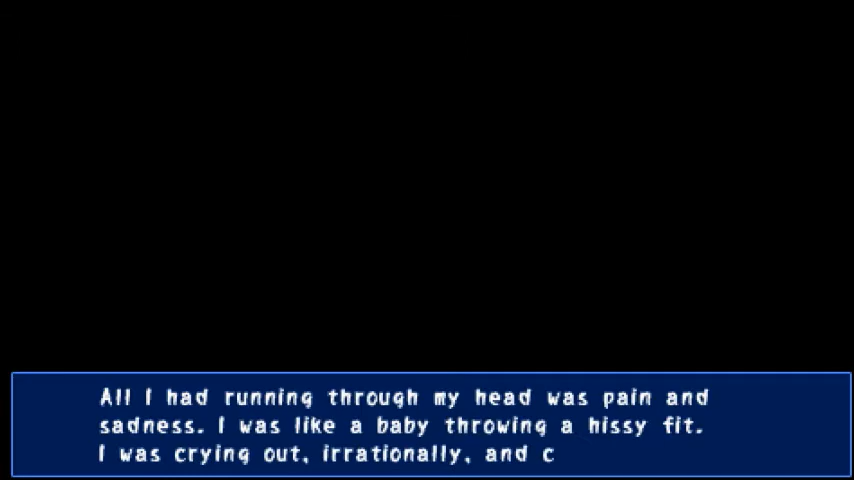 All I had running through my head was pain and
sadness. I was like a baby throwing a hissy fit.
I was crying out, irrationally, and c